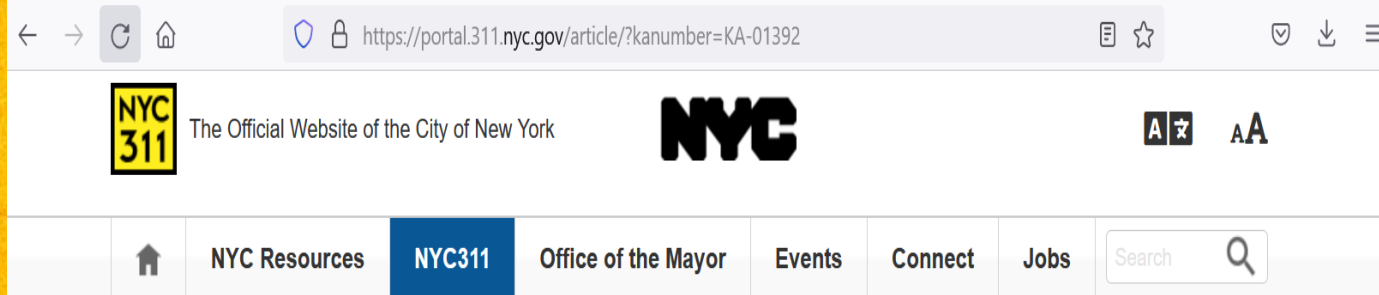 https://portal.311.nyc.gov/article/?kanumber=KA-01392
NYC
311
The Official Website of the City of New York
NYC
A 文
AA
NYC Resources
NYC311
Office of the Mayor
Events
Connect
Jobs
Search